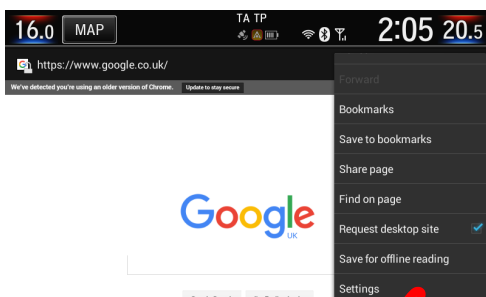 TA TP
16.0 MAP 2:05 20.5
https://www.google.co.uk/
We've detected you're using an older version of Chrome. Update to stay secure
Forward
Bookmarks
Save to bookmarks
Share page
Find on page
Request desktop site
Save for offline reading
Settings
Google
UK